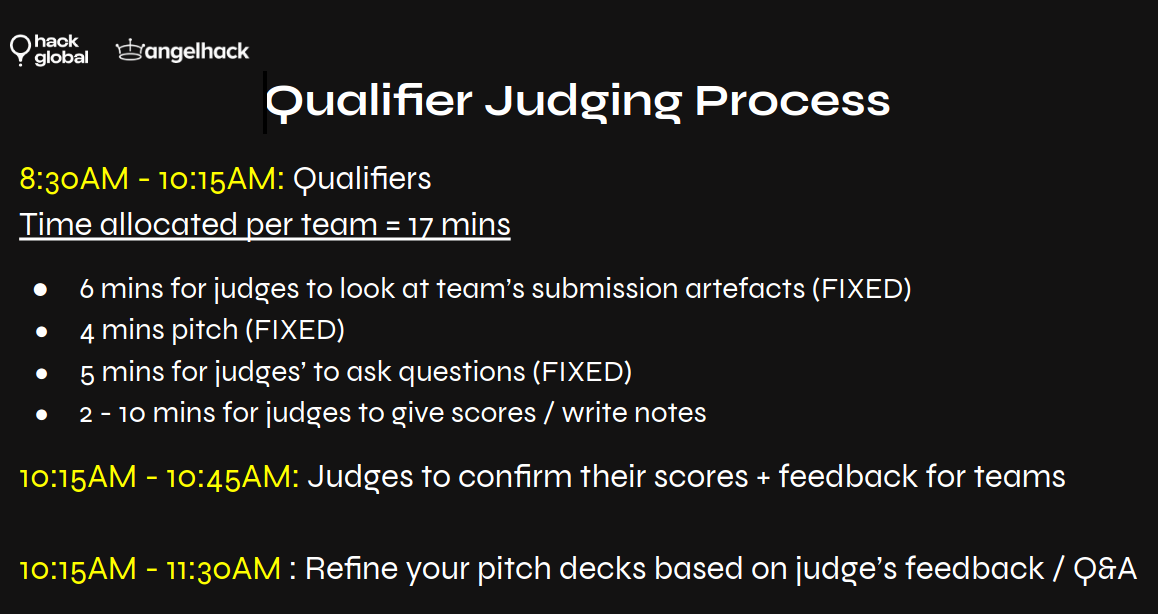 hack global
angelhack
Qualifier Judging Process
8:30AM - 10:15AM: Qualifiers
Time allocated per team = 17 mins
● 6 mins for judges to look at team’s submission artefacts (FIXED)
● 4 mins pitch (FIXED)
● 5 mins for judges’ to ask questions (FIXED)
● 2 - 10 mins for judges to give scores / write notes
10:15AM - 10:45AM: Judges to confirm their scores + feedback for teams
10:15AM - 11:30AM : Refine your pitch decks based on judge’s feedback / Q&A